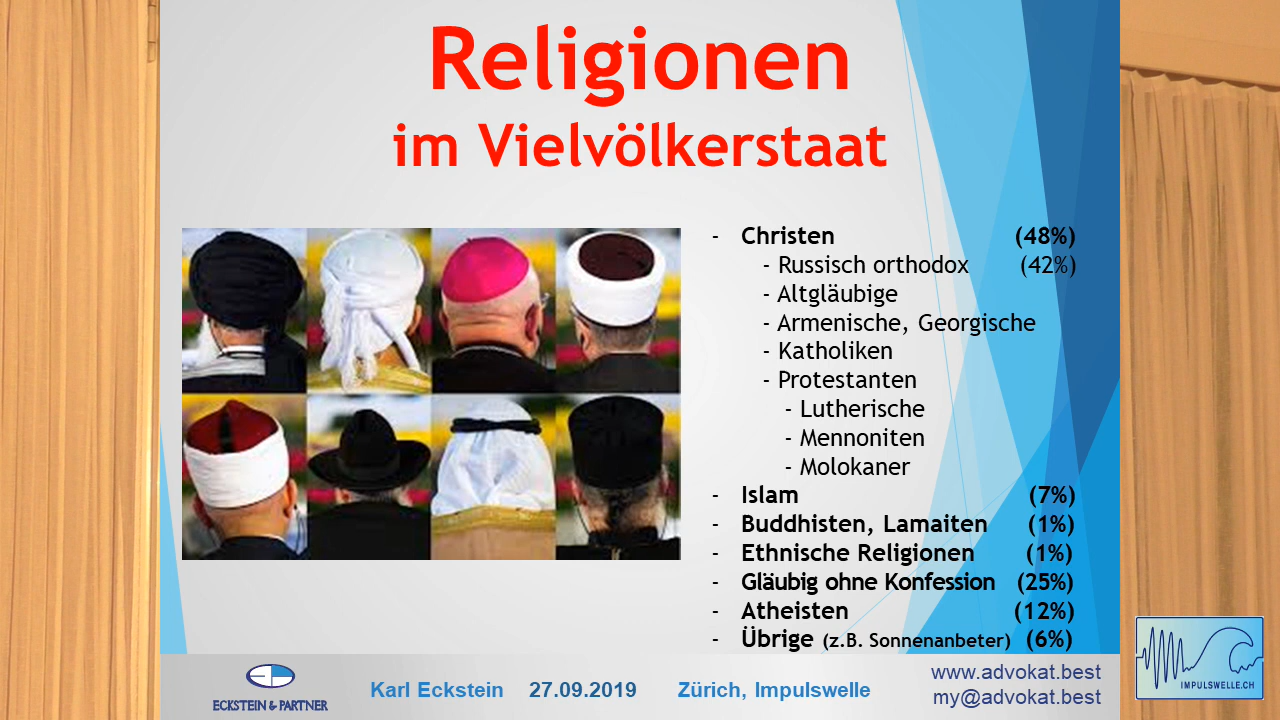 Religionen
im Vielvölkerstaat
- Christen (48%)
- Russisch orthodox (42%)
- Altgläubige
- Armenische, Georgische
- Katholiken
- Protestanten
- Lutherische
- Mennoniten
- Molokaner
- Islam (7%)
- Buddhisten, Lamaiten (1%)
- Ethnische Religionen (1%)
- Gläubig ohne Konfession (25%)
- Atheisten (12%)
- Übrige (z.B. Sonnenanbeter) (6%)
ECKSTEIN & PARTNER
Karl Eckstein 27.09.2019 Zürich, Impulswelle
www.advokat.best
my@advokat.best
IMPULSWELLE.CH